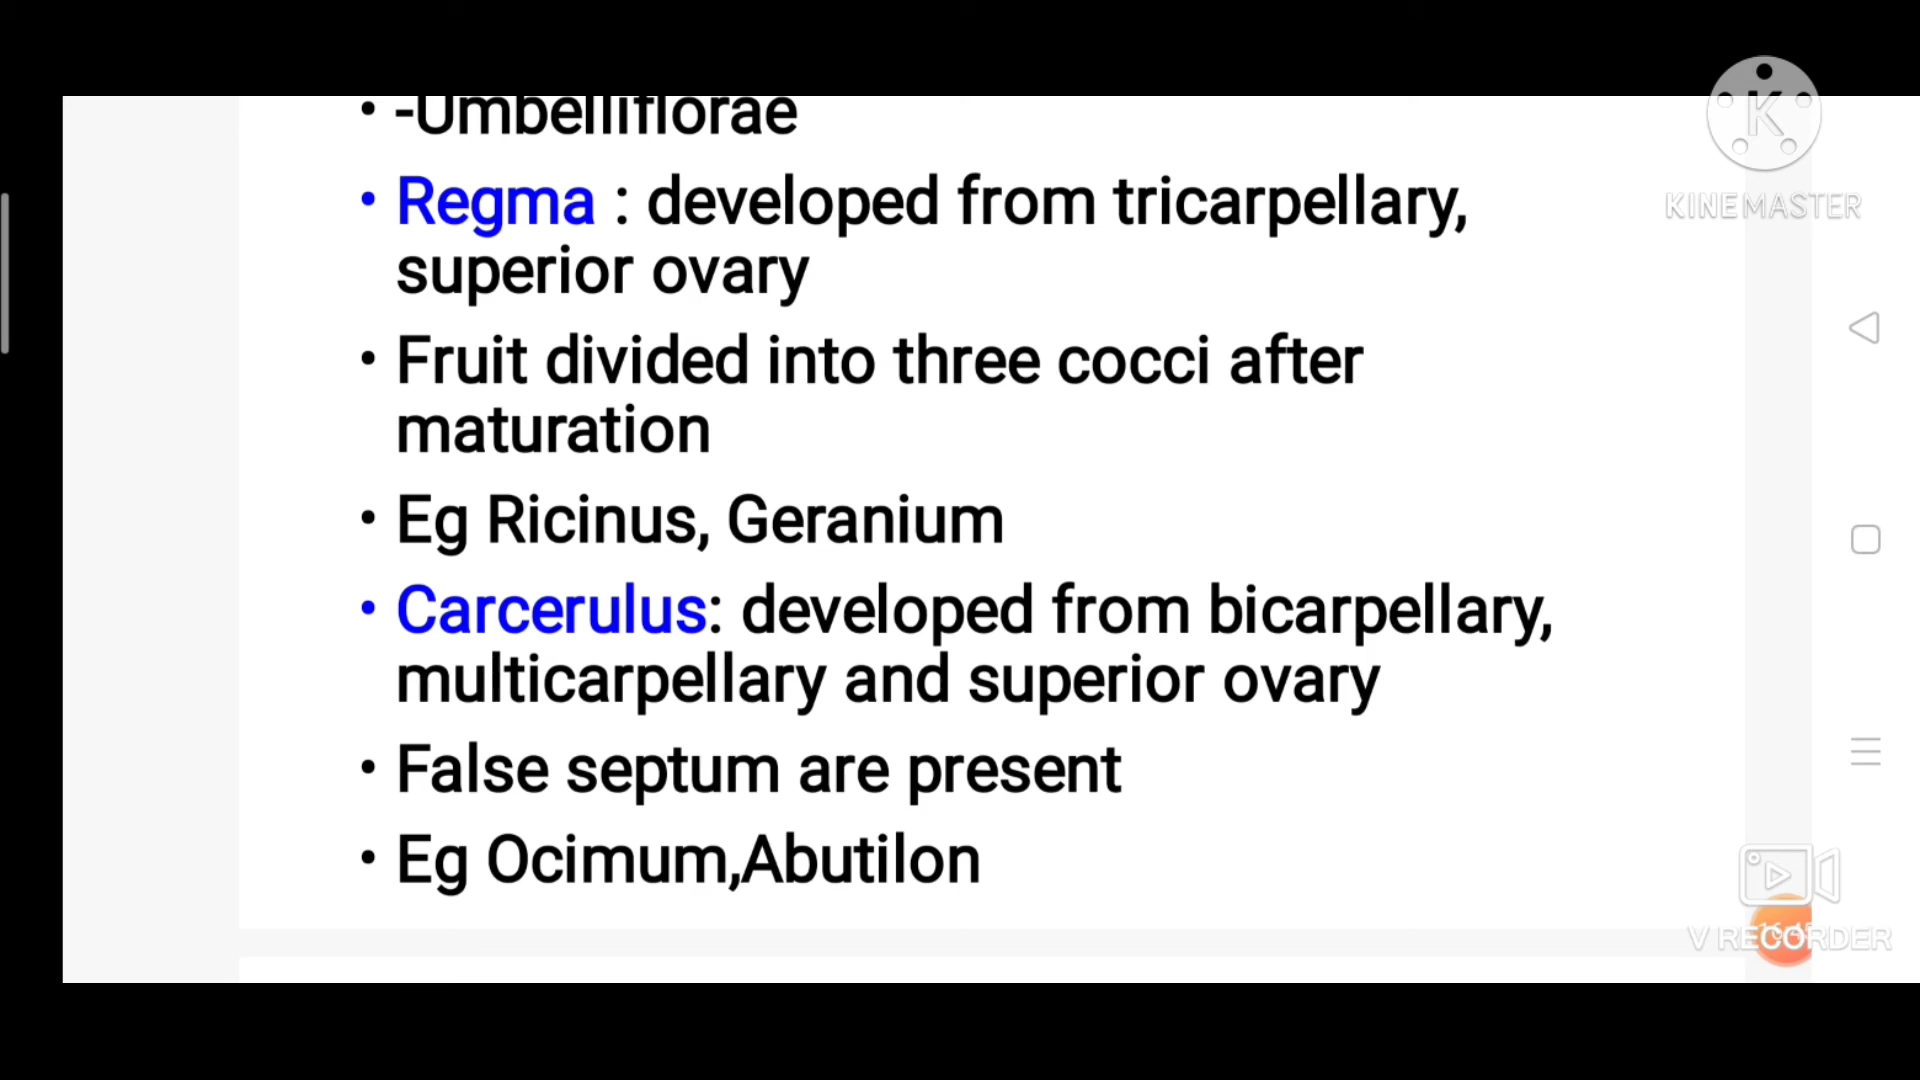 • -Umbelliflorae
• Regma : developed from tricarpellary,
superior ovary
• Fruit divided into three cocci after
maturation
• Eg Ricinus, Geranium
• Carcerulus: developed from bicarpellary,
multicarpellary and superior ovary
• False septum are present
• Eg Ocimum,Abutilon
K
KINEMASTER
V RECORDER